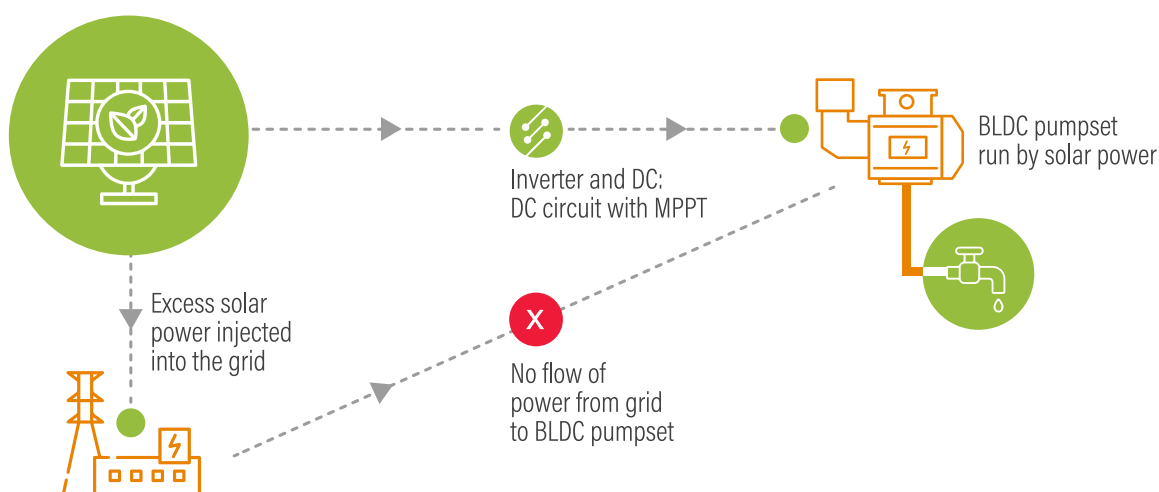 BLDC pumpset
run by solar power
Inverter and DC:
DC circuit with MPPT
Excess solar
power injected
into the grid
X
No flow of
power from grid
to BLDC pumpset